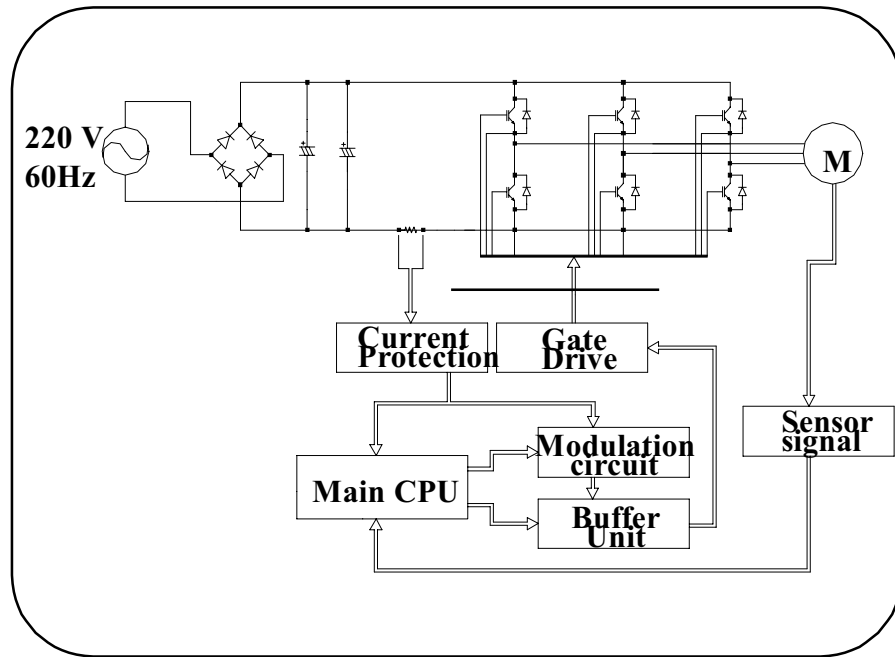 220 V
60Hz
M
Current
Protection
Gate
Drive
Sensor
signal
Modulation
circuit
Main CPU
Buffer
Unit